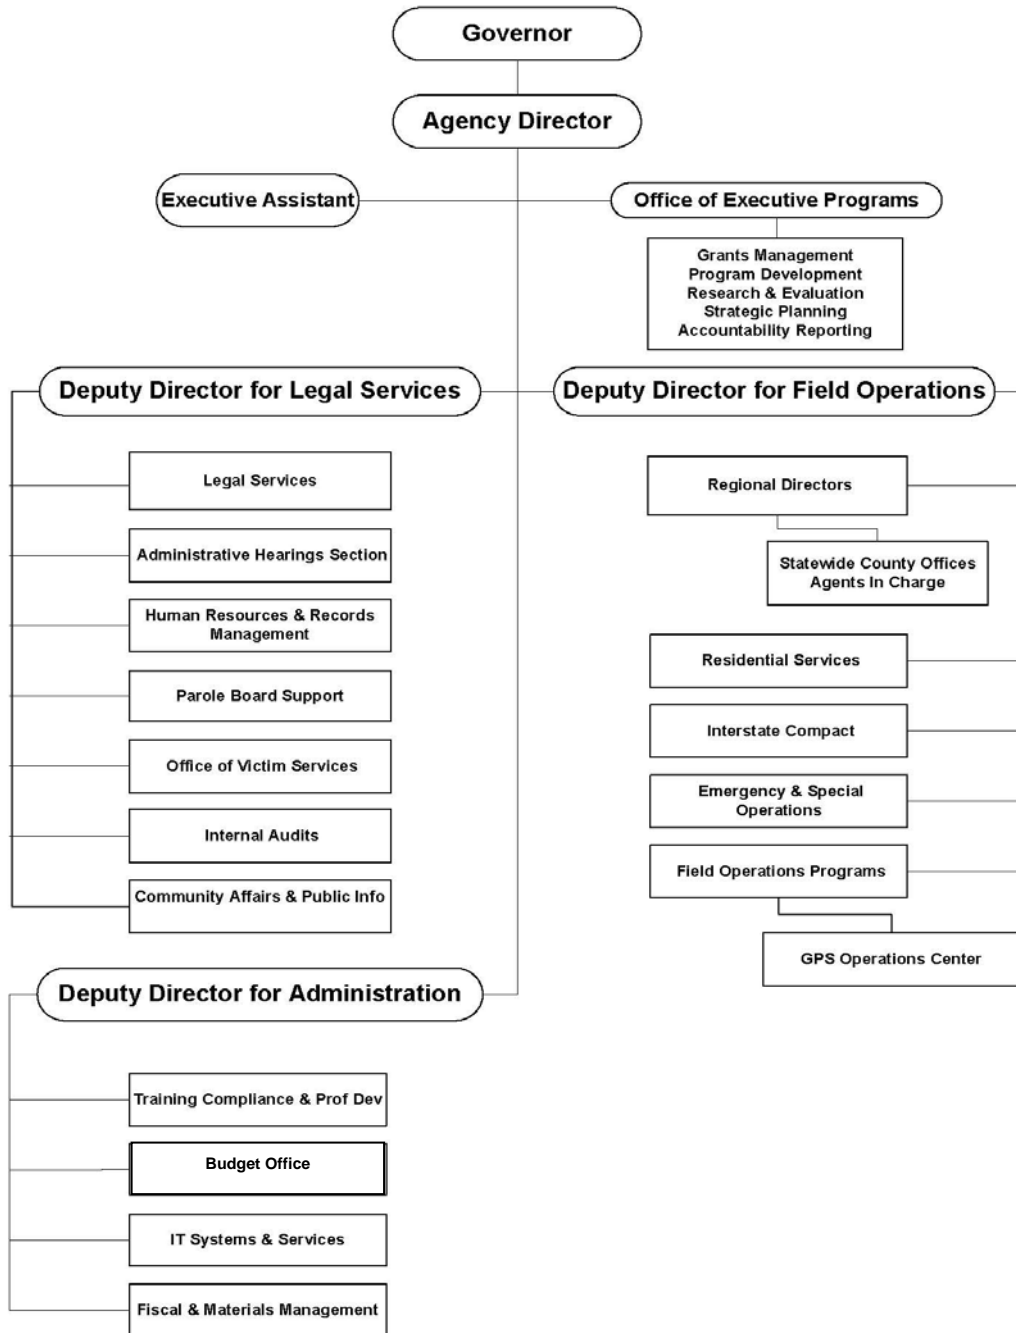 Governor
Agency Director
Executive Assistant
Office of Executive Programs
Grants Management
Program Development
Research & Evaluation
Strategic Planning
Accountability Reporting
Deputy Director for Legal Services
Deputy Director for Field Operations
Legal Services
Administrative Hearings Section
Human Resources & Records
Management
Parole Board Support
Office of Victim Services
Internal Audits
Community Affairs & Public Info
Regional Directors
Statewide County Offices
Agents In Charge
Residential Services
Interstate Compact
Emergency & Special
Operations
Field Operations Programs
GPS Operations Center
Deputy Director for Administration
Training Compliance & Prof Dev
Budget Office
IT Systems & Services
Fiscal & Materials Management